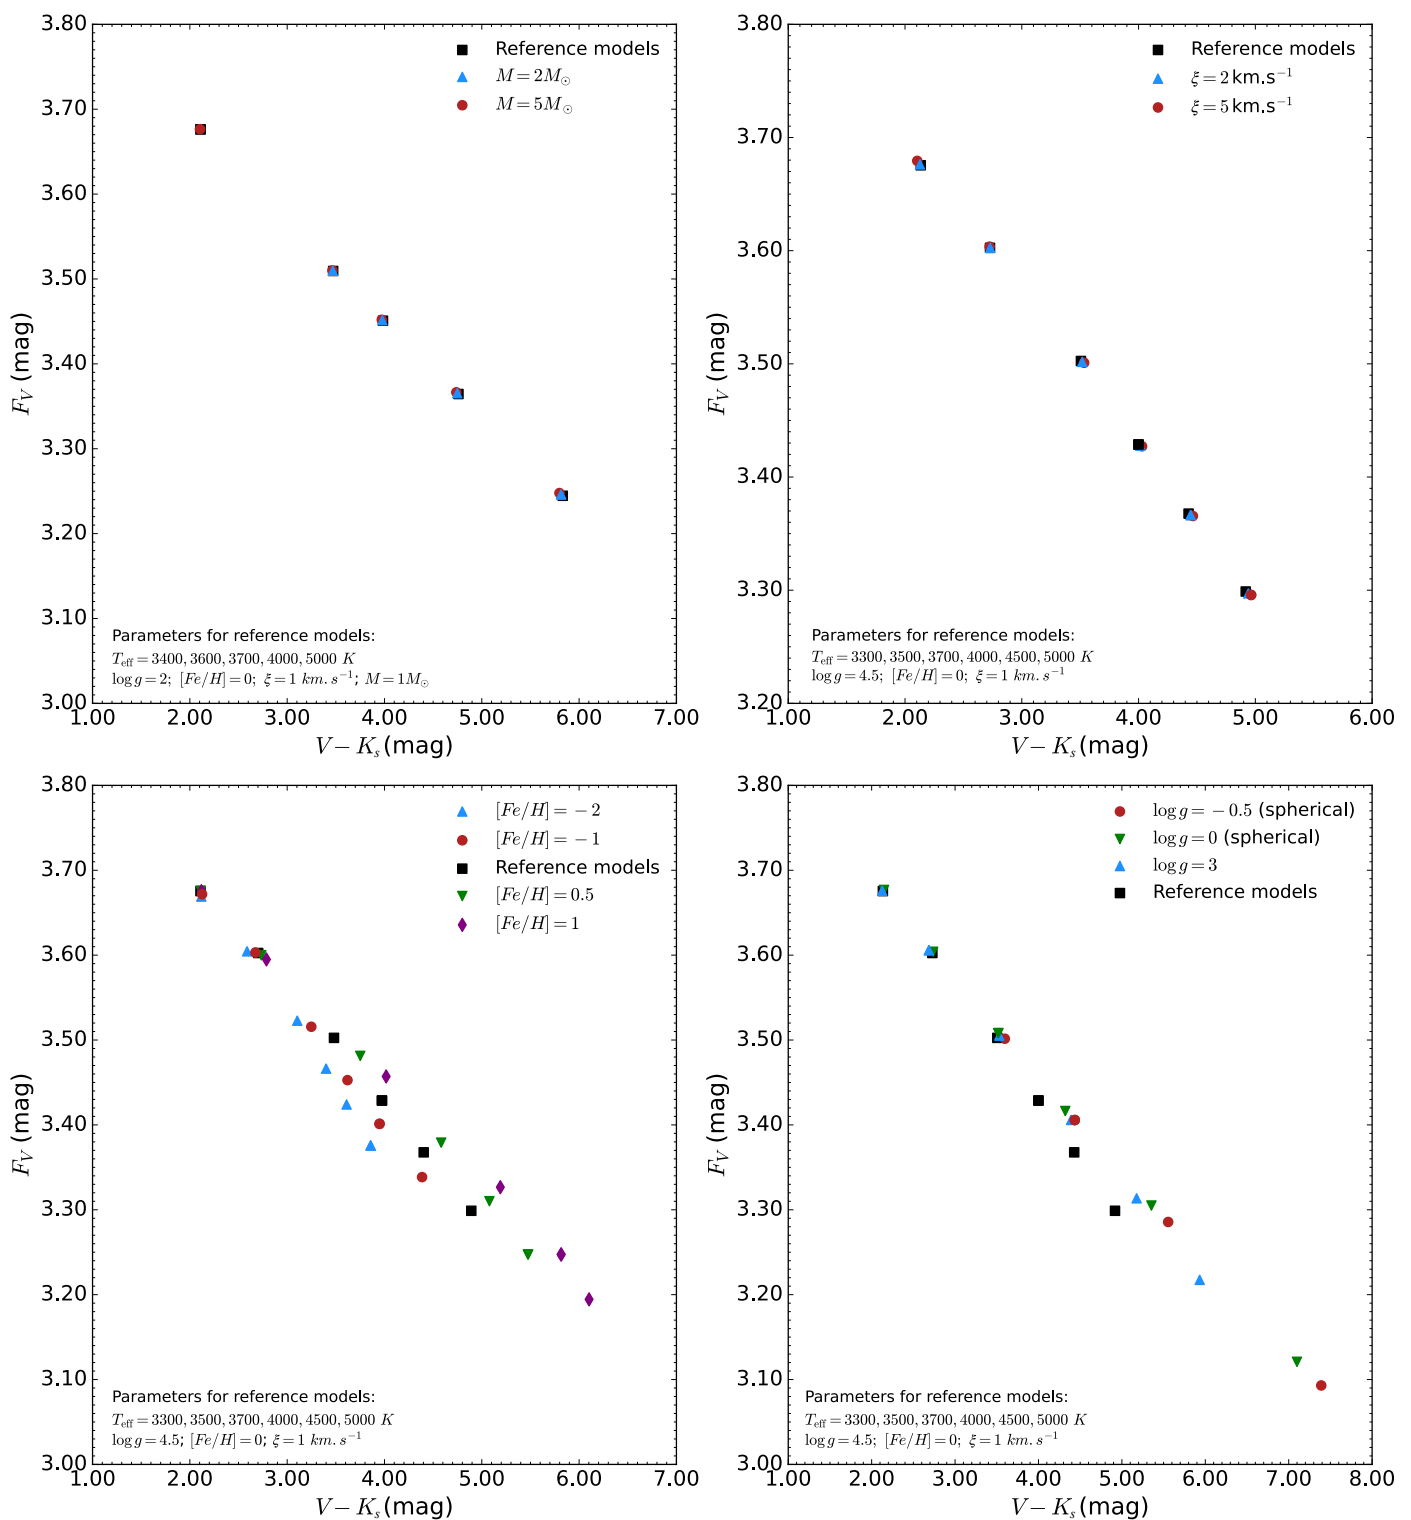 3.80
3.70
3.60
3.50
3.40
3.30
3.20
3.10
3.00
F_V (mag)
Reference models
M = 2M⊙
M = 5M⊙
Parameters for reference models:
T_eff = 3400, 3600, 3700, 4000, 5000 K
log g = 2; [Fe/H] = 0; ξ = 1 km.s⁻¹; M = 1M⊙
1.00 2.00 3.00 4.00 5.00 6.00 7.00
V − K_s (mag)
3.80
3.70
3.60
3.50
3.40
3.30
3.20
F_V (mag)
Reference models
ξ = 2 km.s⁻¹
ξ = 5 km.s⁻¹
Parameters for reference models:
T_eff = 3300, 3500, 3700, 4000, 4500, 5000 K
log g = 4.5; [Fe/H] = 0; ξ = 1 km.s⁻¹
1.00 2.00 3.00 4.00 5.00 6.00
V − K_s (mag)
3.80
3.70
3.60
3.50
3.40
3.30
3.20
3.10
3.00
F_V (mag)
[Fe/H] = −2
[Fe/H] = −1
Reference models
[Fe/H] = 0.5
[Fe/H] = 1
Parameters for reference models:
T_eff = 3300, 3500, 3700, 4000, 4500, 5000 K
log g = 4.5; [Fe/H] = 0; ξ = 1 km.s⁻¹
1.00 2.00 3.00 4.00 5.00 6.00 7.00
V − K_s (mag)
3.80
3.70
3.60
3.50
3.40
3.30
3.20
3.10
3.00
F_V (mag)
log g = −0.5 (spherical)
log g = 0 (spherical)
log g = 3
Reference models
Parameters for reference models:
T_eff = 3300, 3500, 3700, 4000, 4500, 5000 K
log g = 4.5; [Fe/H] = 0; ξ = 1 km.s⁻¹
1.00 2.00 3.00 4.00 5.00 6.00 7.00 8.00
V − K_s (mag)